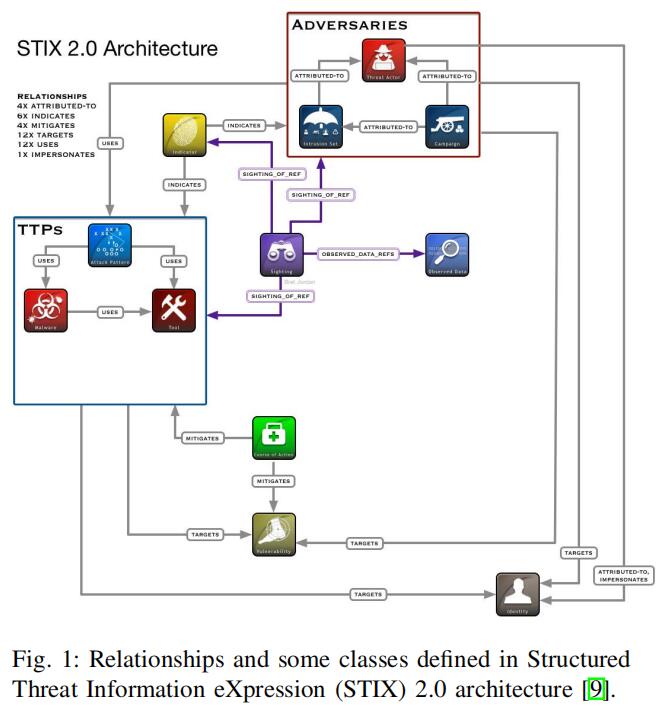 STIX 2.0 Architecture
ADVERSARIES
Threat Actor
ATTRIBUTED-TO
ATTRIBUTED-TO
RELATIONSHIPS
4X ATTRIBUTED-TO
6X INDICATES
4X MITIGATES
12X TARGETS
12X USES
1X IMPERSONATES
Indicator
INDICATES
Intrusion Set
ATTRIBUTED-TO
Campaign
USES
INDICATES
SIGHTING_OF_REF
SIGHTING_OF_REF
TTPs
Attack Pattern
USES
USES
Malware
USES
Tool
Sighting
Bret Jordan
OBSERVED_DATA_REFS
Observed Data
SIGHTING_OF_REF
MITIGATES
Course of Action
MITIGATES
TARGETS
Vulnerability
TARGETS
TARGETS
ATTRIBUTED-TO,
IMPERSONATES
TARGETS
Identity
Fig. 1: Relationships and some classes defined in Structured
Threat Information eXpression (STIX) 2.0 architecture [9].